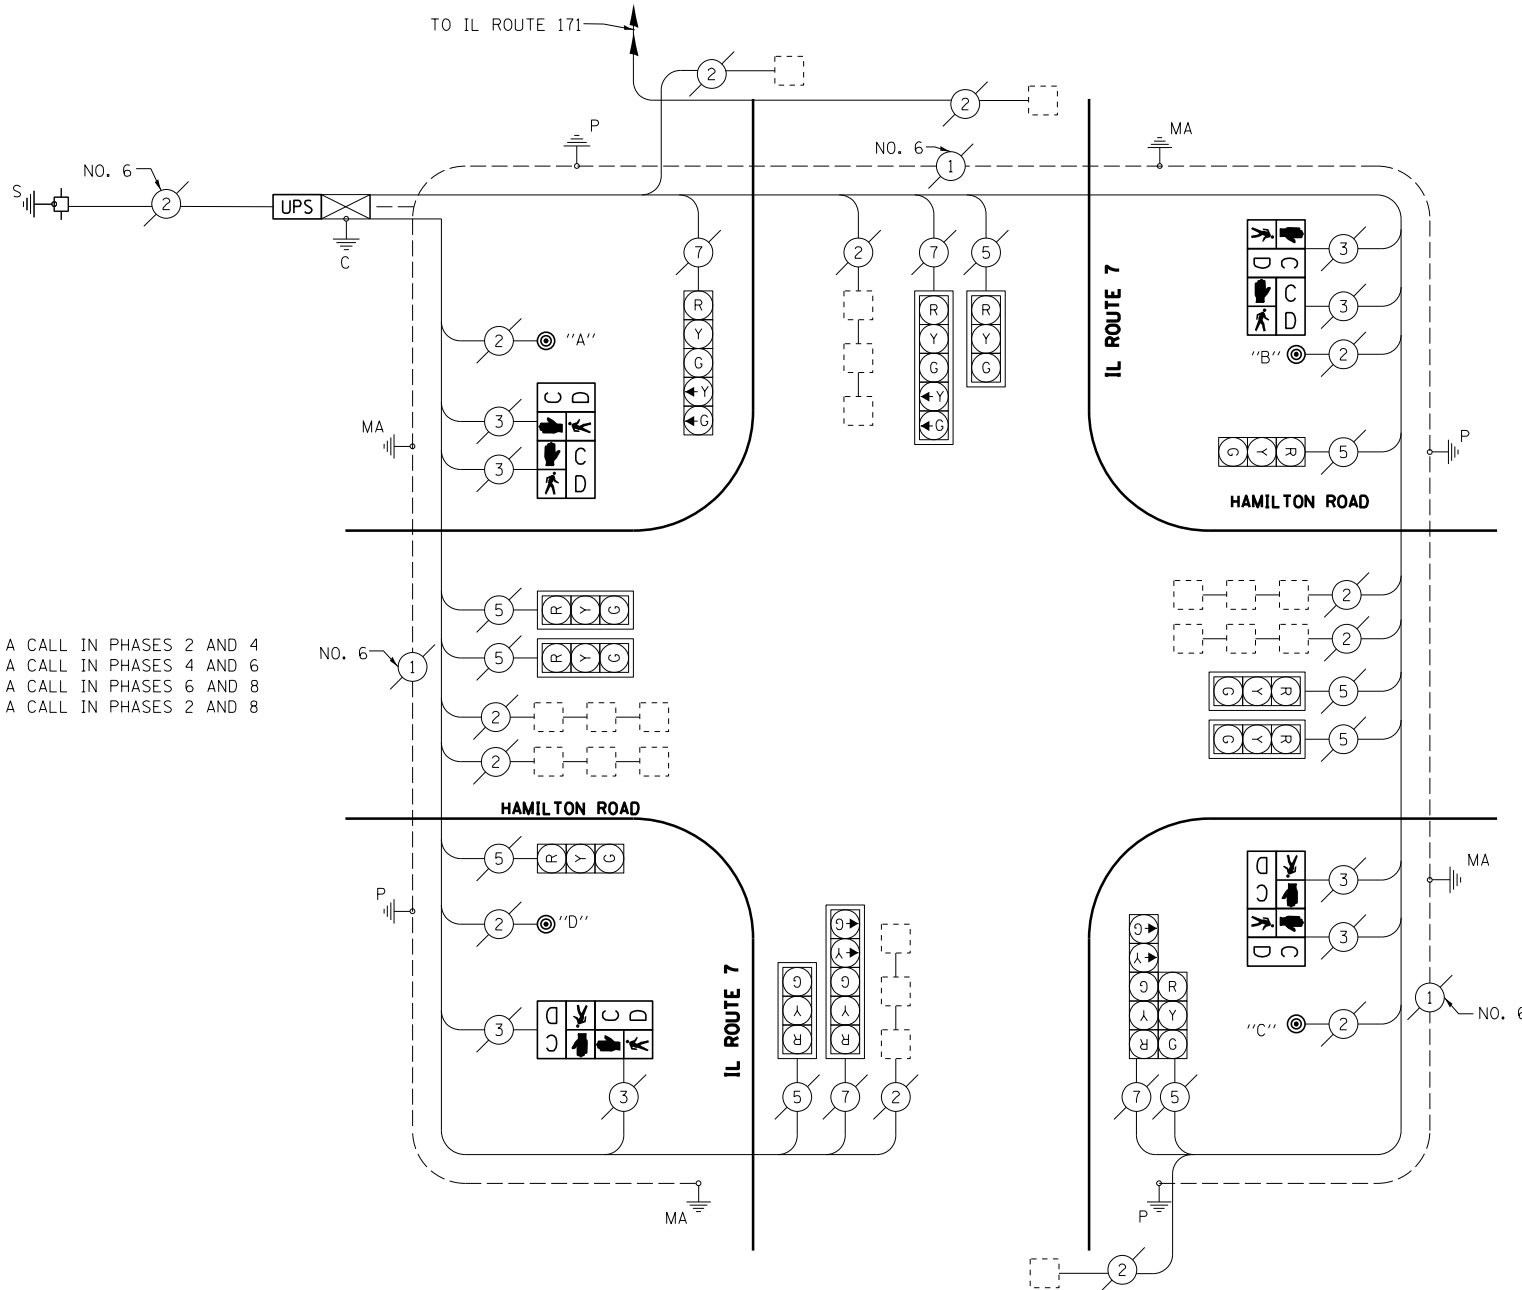 TO IL ROUTE 171
2
2
P
MA
NO. 6
1
NO. 6
S
2
UPS
C
7
2
7
5
3
3
2
"B"
D C
C
D
R
Y
G
Y
G
R
Y
G
Y
G
R
Y
G
IL ROUTE 7
2
"A"
3
3
C D
C
D
MA
P
G Y R
5
HAMILTON ROAD
5
R Y G
5
R Y G
2
2
2
2
G Y R
5
G Y R
5
A CALL IN PHASES 2 AND 4
A CALL IN PHASES 4 AND 6
A CALL IN PHASES 6 AND 8
A CALL IN PHASES 2 AND 8
NO. 6
1
HAMILTON ROAD
5
R Y G
P
2
"D"
3
D C D
C
3
IL ROUTE 7
G
Y
R
G
Y
G
Y
R
5
7
2
G
Y
G R
Y Y
R G
7
5
D
C
D C
3
3
MA
2
"C"
1
NO. 6
MA
P
2